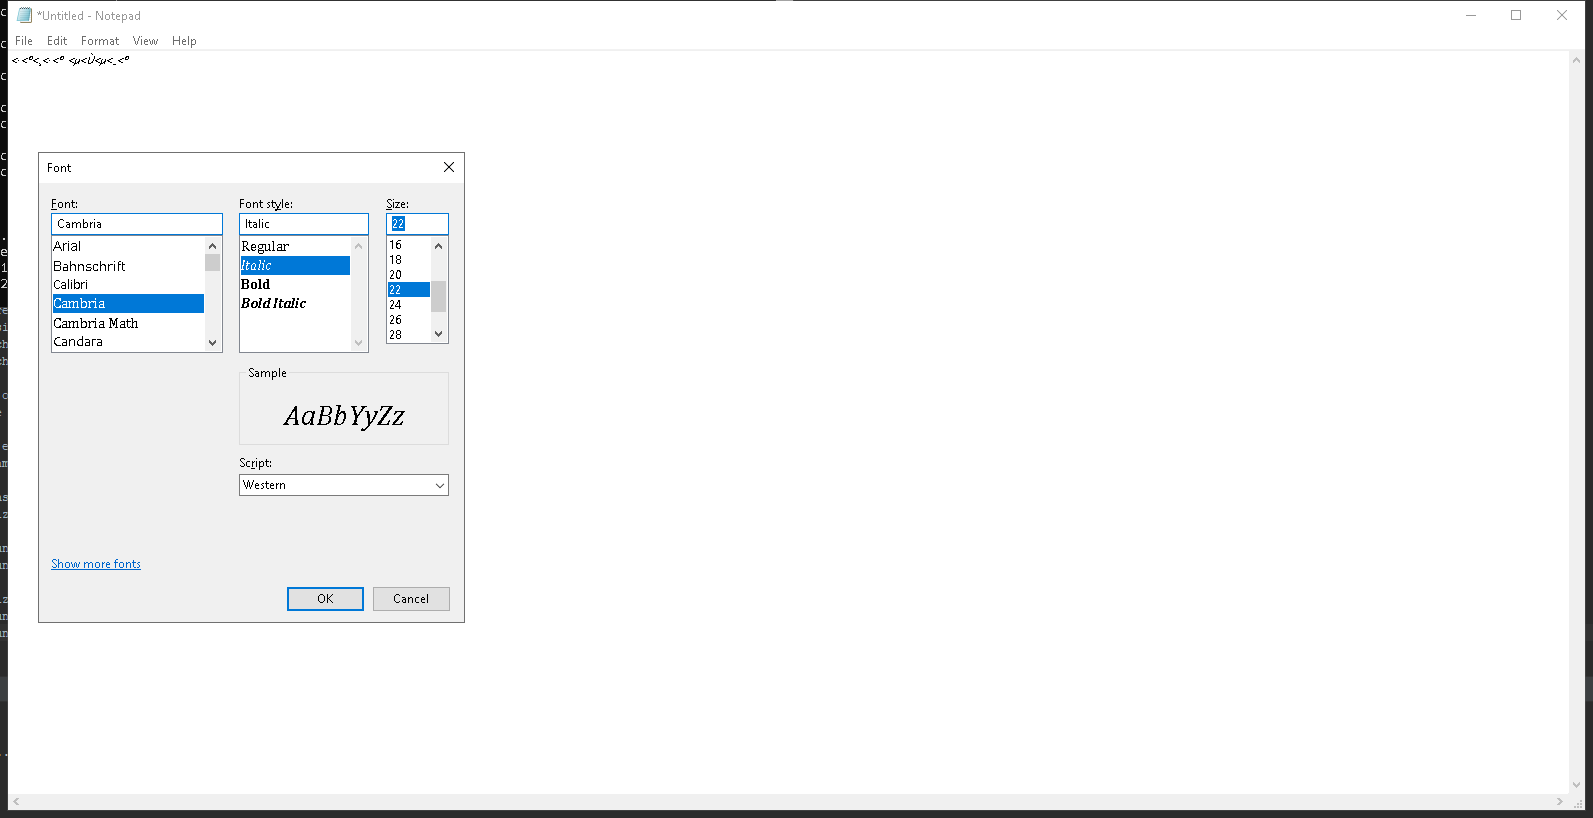 *Untitled - Notepad
File Edit Format View Help
Font
Font: Font style: Size:
Cambria Italic 22
Arial Regular 16
Bahnschrift Italic 18
Calibri Bold 20
Cambria Bold Italic 22
Cambria Math 24
Candara 26
28
Sample
AaBbYyZz
Script:
Western
Show more fonts
OK Cancel